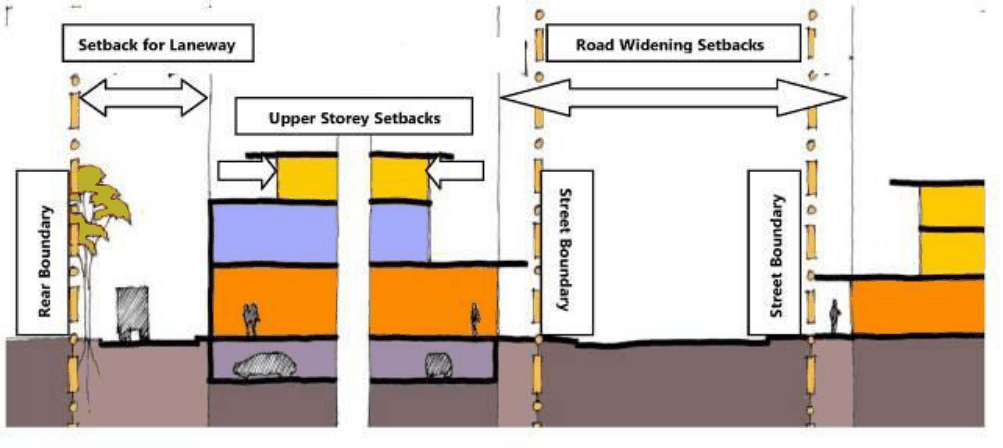 Setback for Laneway
Road Widening Setbacks
Upper Storey Setbacks
Rear Boundary
Street Boundary
Street Boundary